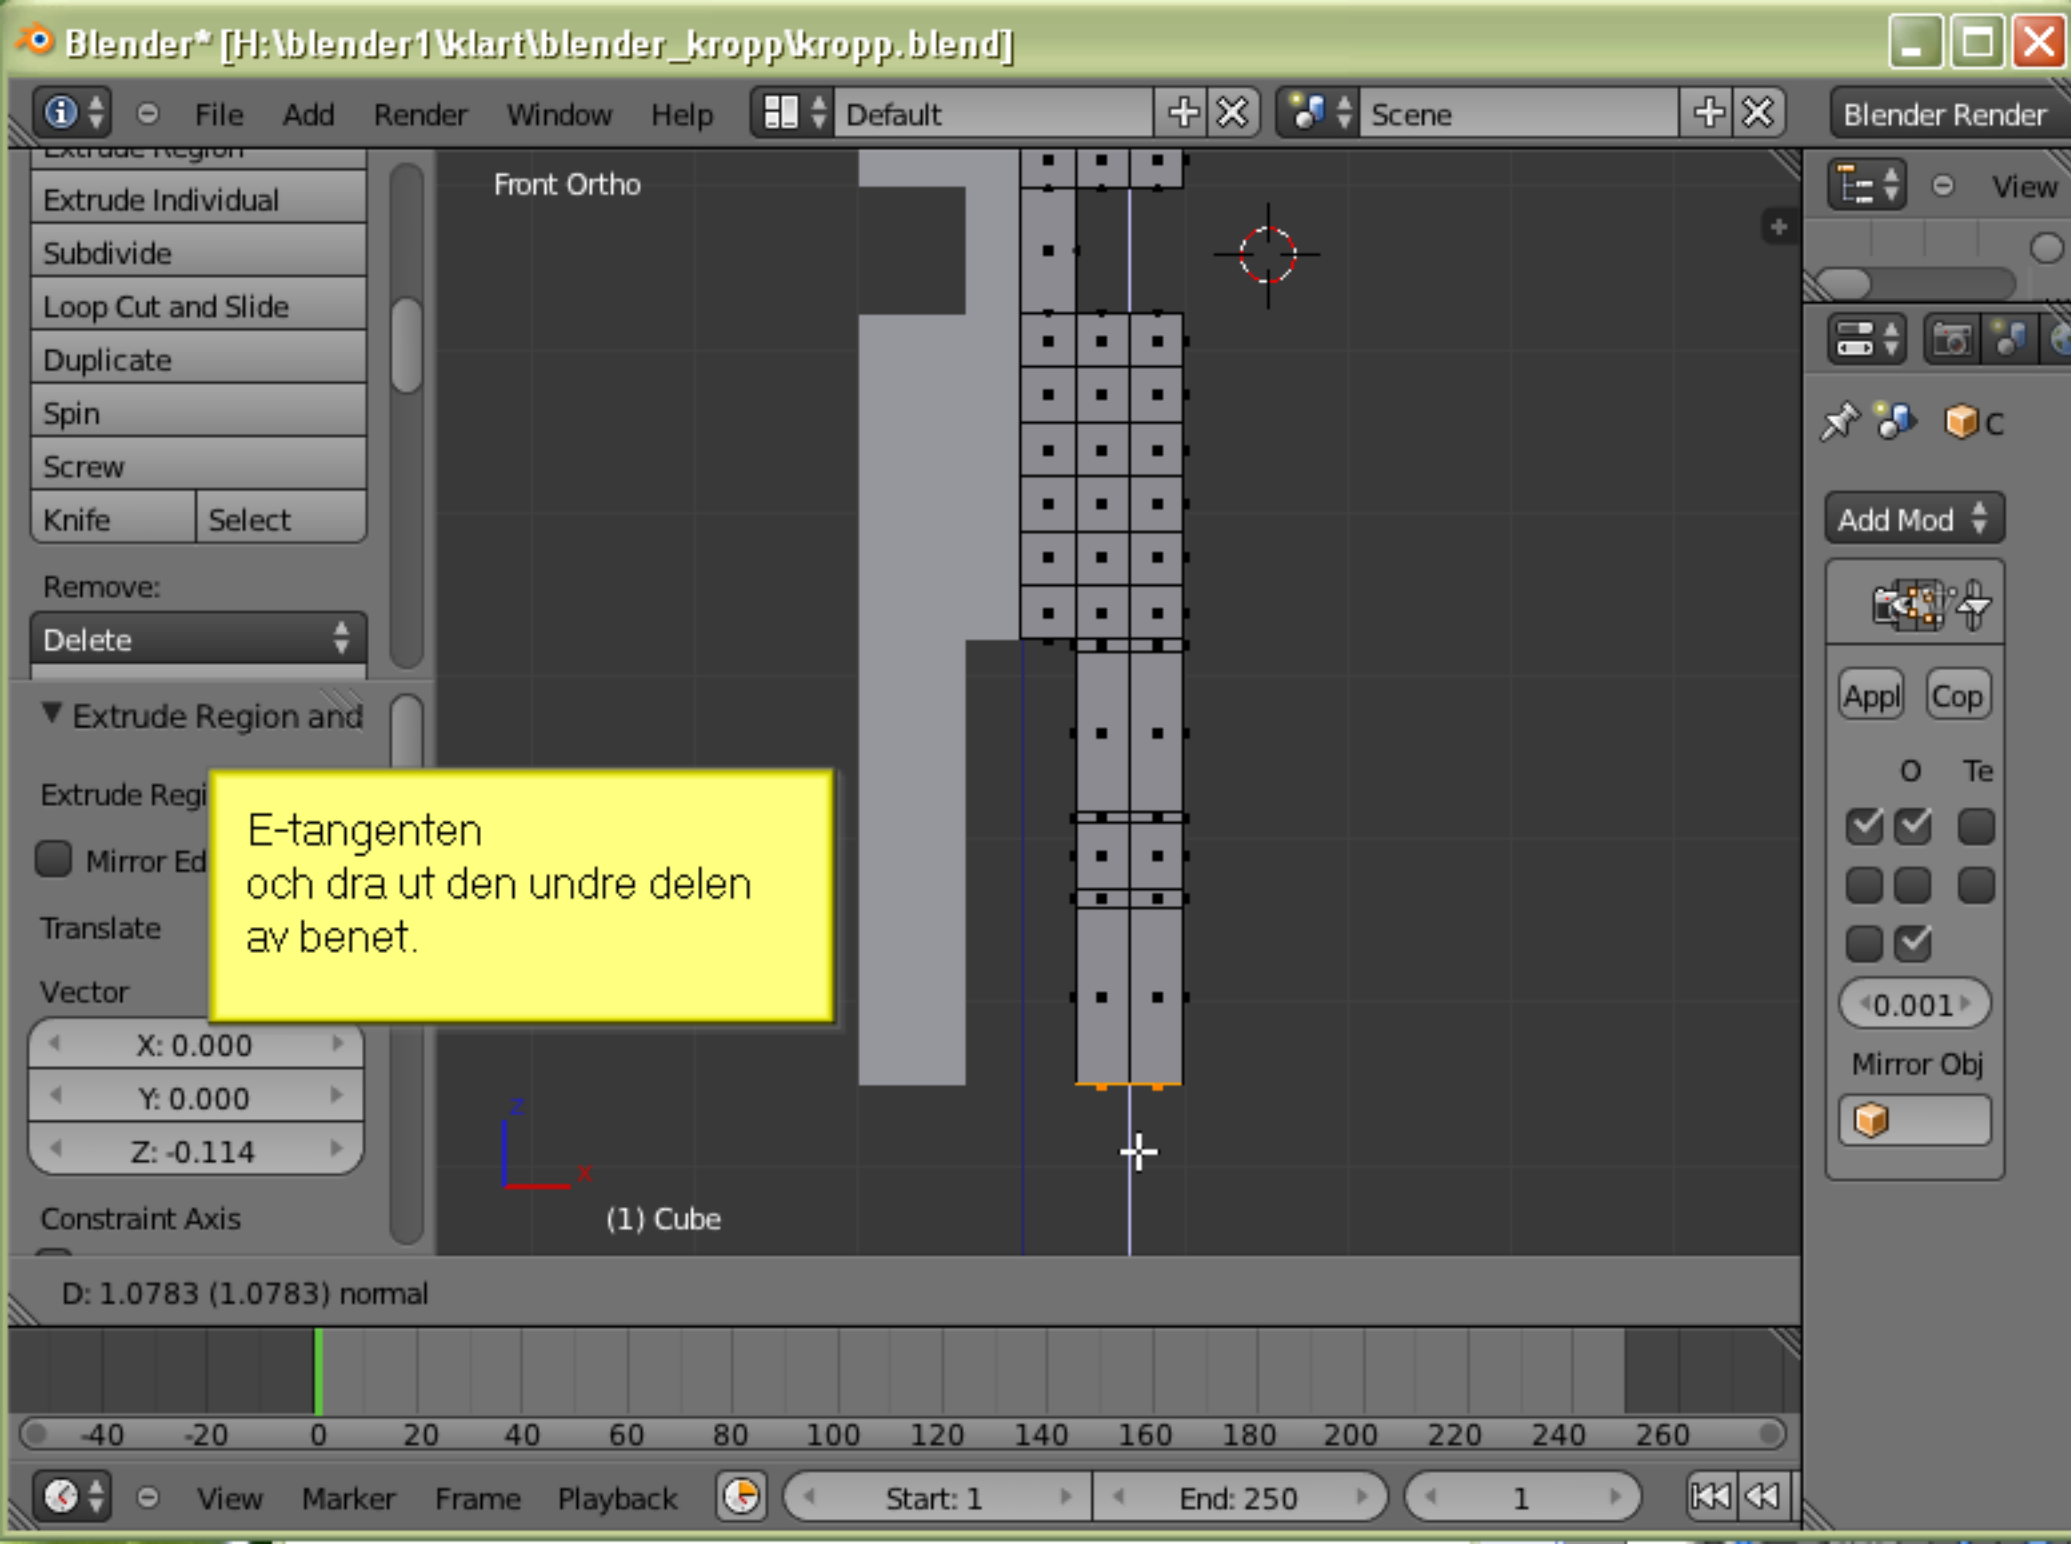 Blender* [H:\blender1\klart\blender_kropp\kropp.blend]
File Add Render Window Help Default Scene Blender Render
Extrude Region
Extrude Individual
Subdivide
Loop Cut and Slide
Duplicate
Spin
Screw
Knife Select
Remove:
Delete
Extrude Region and
Extrude Regi
Mirror Ed
Translate
Vector
X: 0.000
Y: 0.000
Z: -0.114
Constraint Axis
Front Ortho
E-tangenten
och dra ut den undre delen
av benet.
z
x
(1) Cube
View
C
Add Mod
Appl Cop
O Te
0.001
Mirror Obj
D: 1.0783 (1.0783) normal
-40 -20 0 20 40 60 80 100 120 140 160 180 200 220 240 260
View Marker Frame Playback Start: 1 End: 250 1